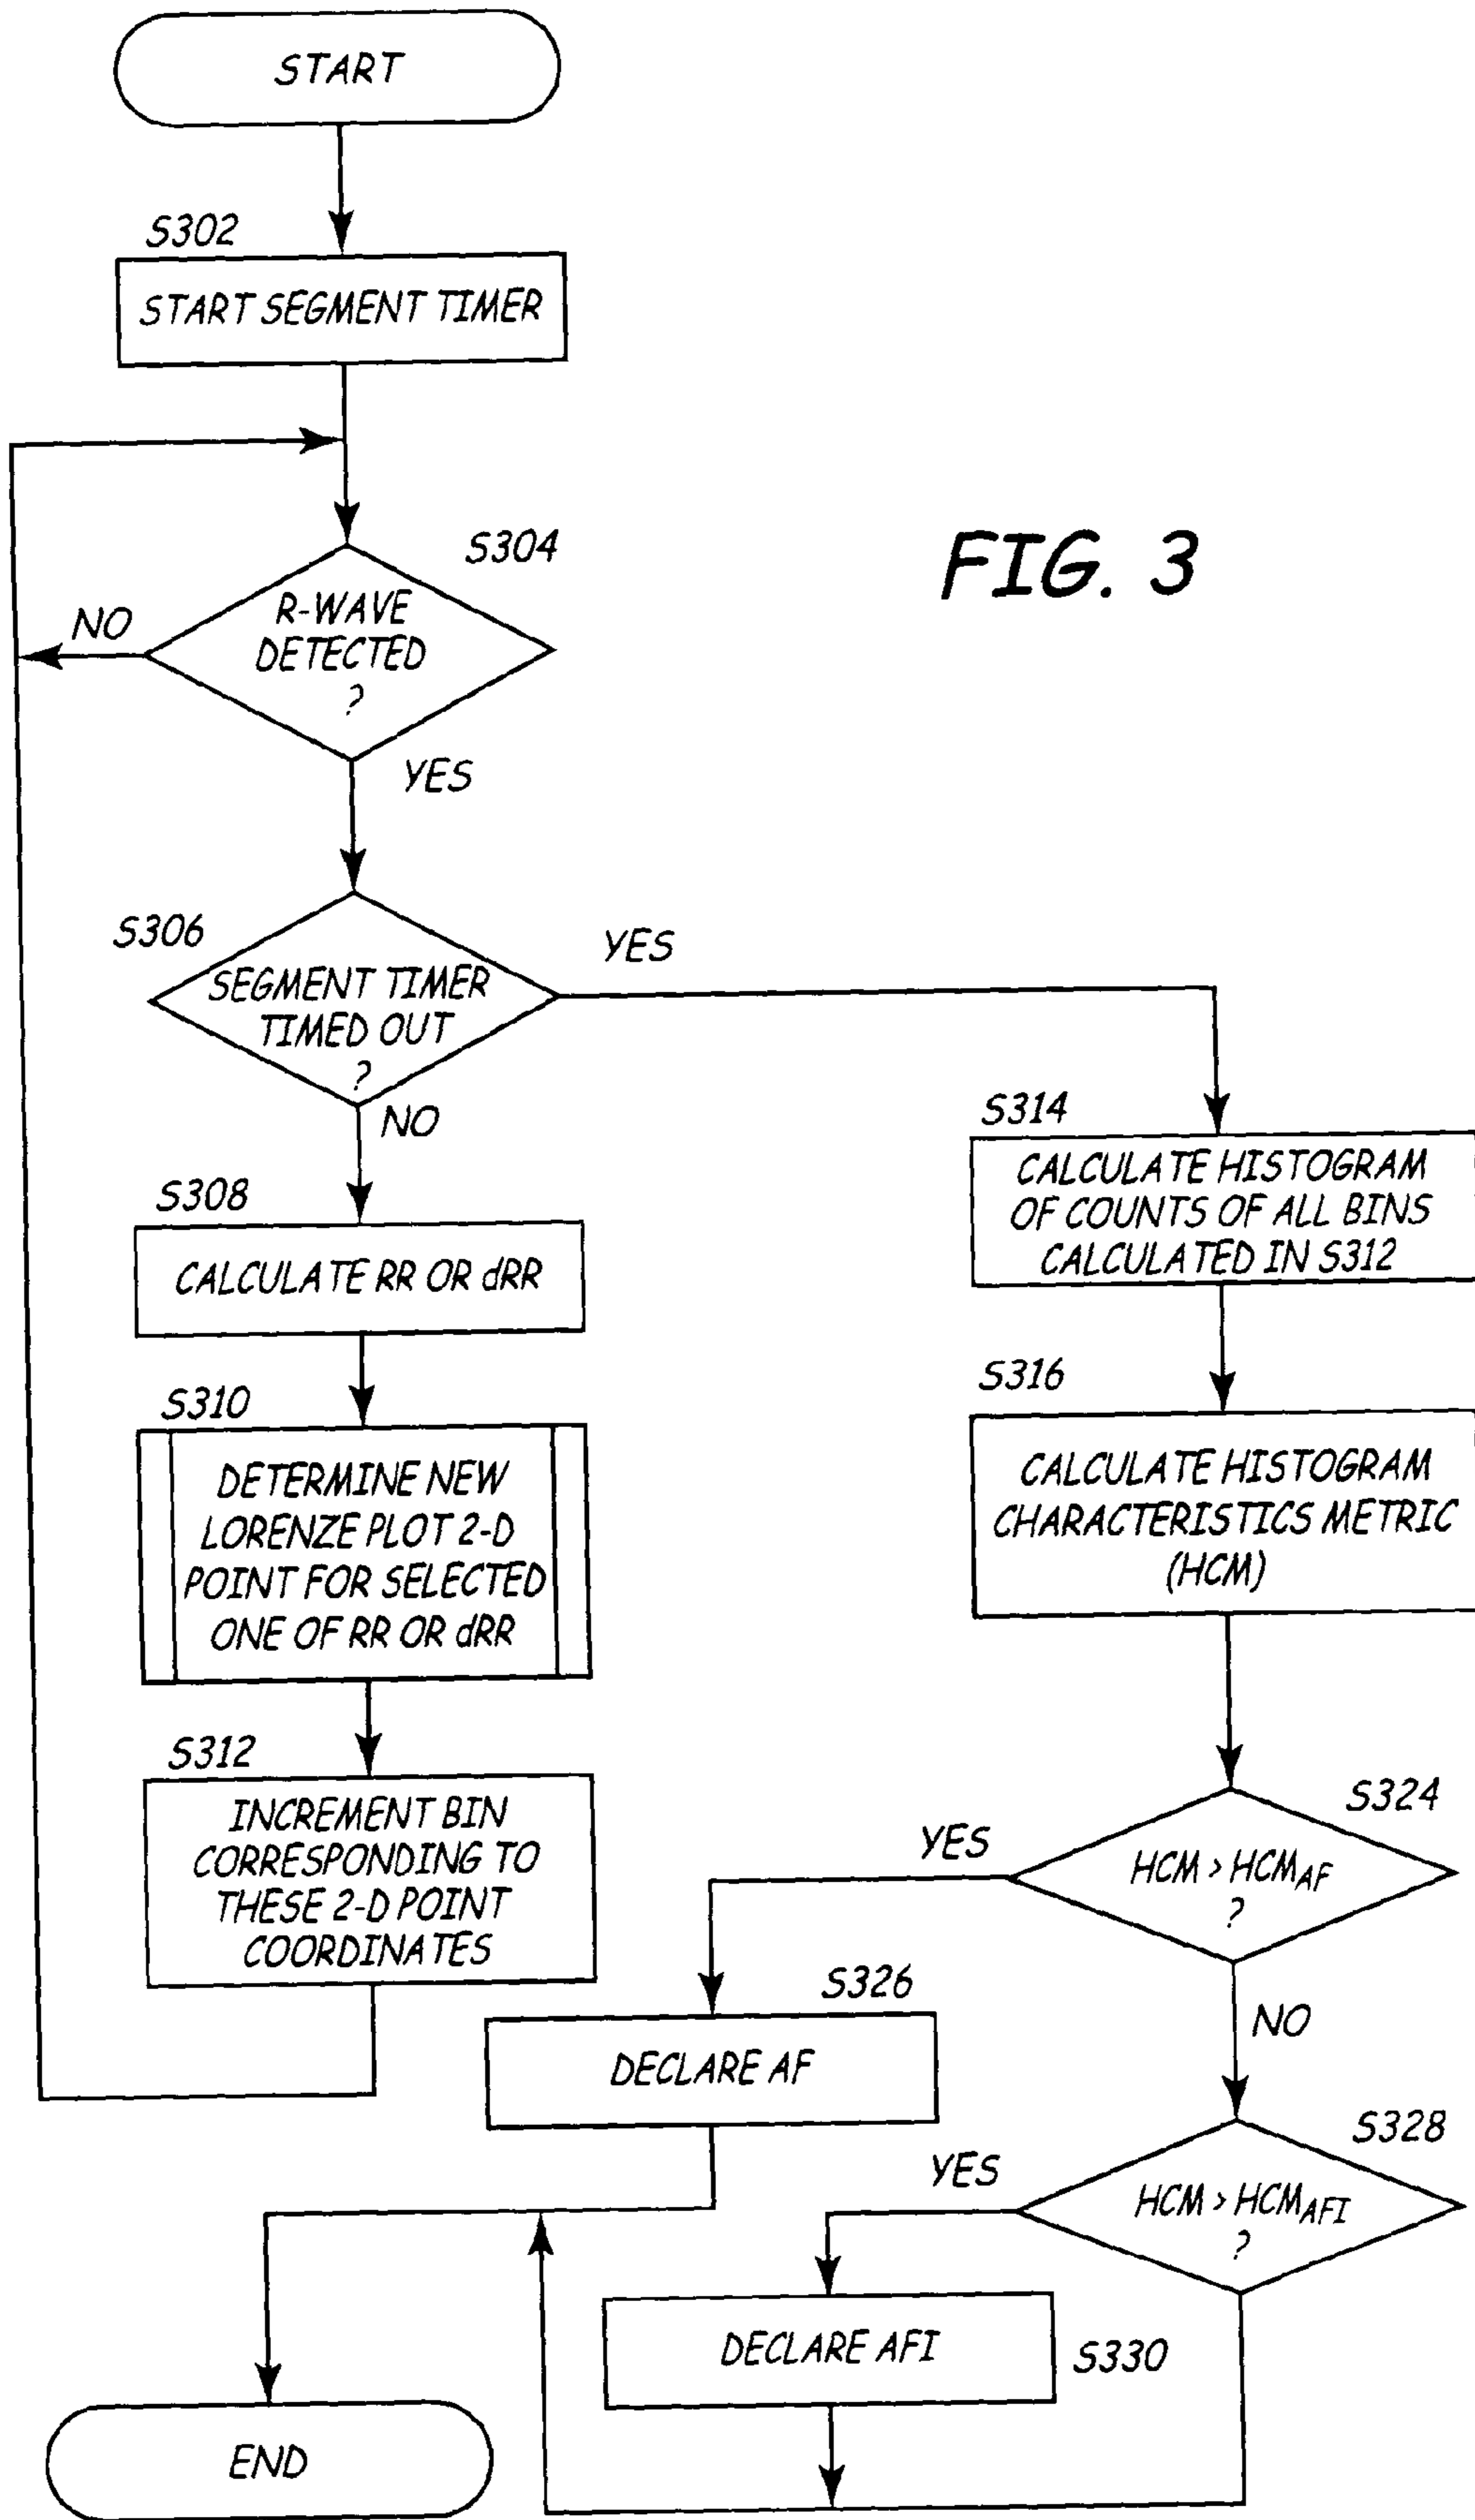 START
S302
START SEGMENT TIMER
S304
FIG. 3
R-WAVE
DETECTED
?
NO
YES
S306
SEGMENT TIMER
TIMED OUT
?
YES
NO
S308
CALCULATE RR OR dRR
S310
DETERMINE NEW
LORENZE PLOT 2-D
POINT FOR SELECTED
ONE OF RR OR dRR
S312
INCREMENT BIN
CORRESPONDING TO
THESE 2-D POINT
COORDINATES
S314
CALCULATE HISTOGRAM
OF COUNTS OF ALL BINS
CALCULATED IN S312
S316
CALCULATE HISTOGRAM
CHARACTERISTICS METRIC
(HCM)
S324
HCM > HCMAF
?
YES
NO
S326
DECLARE AF
S328
HCM > HCMAFI
?
YES
DECLARE AFI
S330
END